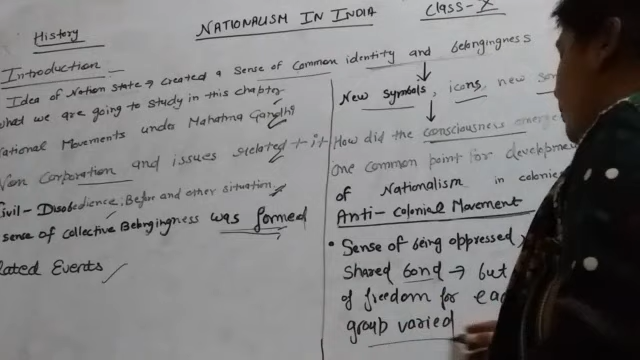 History
NATIONALISM IN INDIA
Class-X
Introduction
Idea of Nation State → created a sense of common identity and belongingness
what we are going to study in this chapter
National Movements under Mahatma Gandhi
Non Corporation and issues related + it
Civil-Disobedience; Befor and other situation.
sense of collective Belongingness was formed
Related Events
New symbols, icons, new
How did the consciousness emerge
one common point for developmen
of Nationalism in colonie
Anti-Colonial Movement
• Sense of being oppressed,
shared bond → but
of freedom for eac
group varied